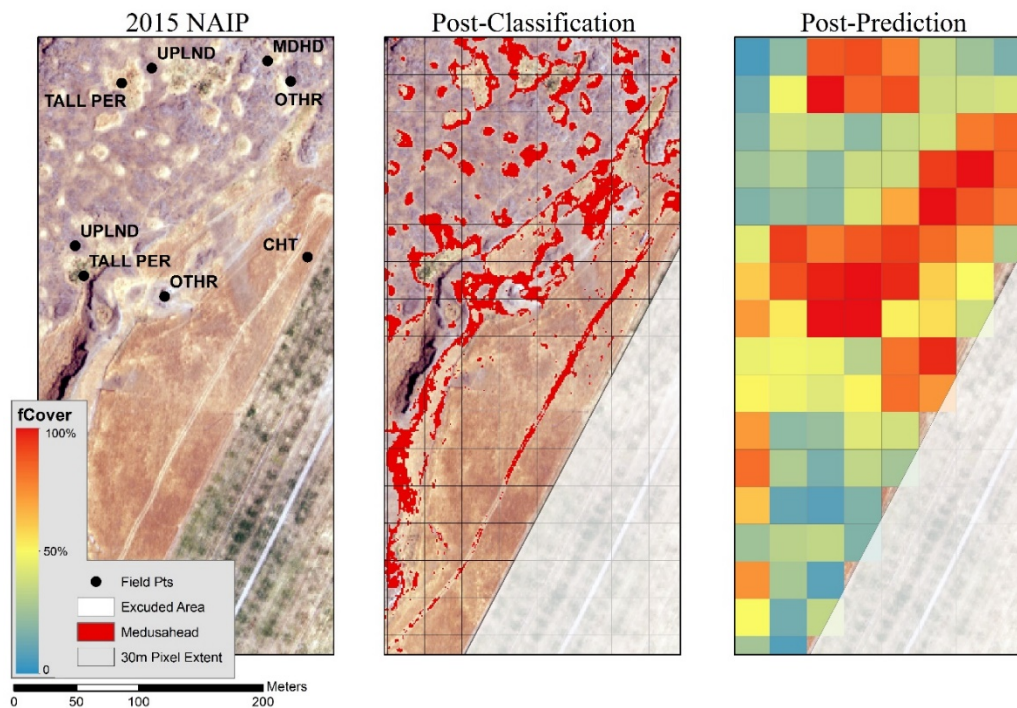 2015 NAIP
Post-Classification
Post-Prediction
UPLND
MDHD
TALL PER
OTHR
UPLND
CHT
TALL PER
OTHR
fCover
100%
50%
0
Field Pts
Excuded Area
Medusahead
30m Pixel Extent
Meters
0 50 100 200